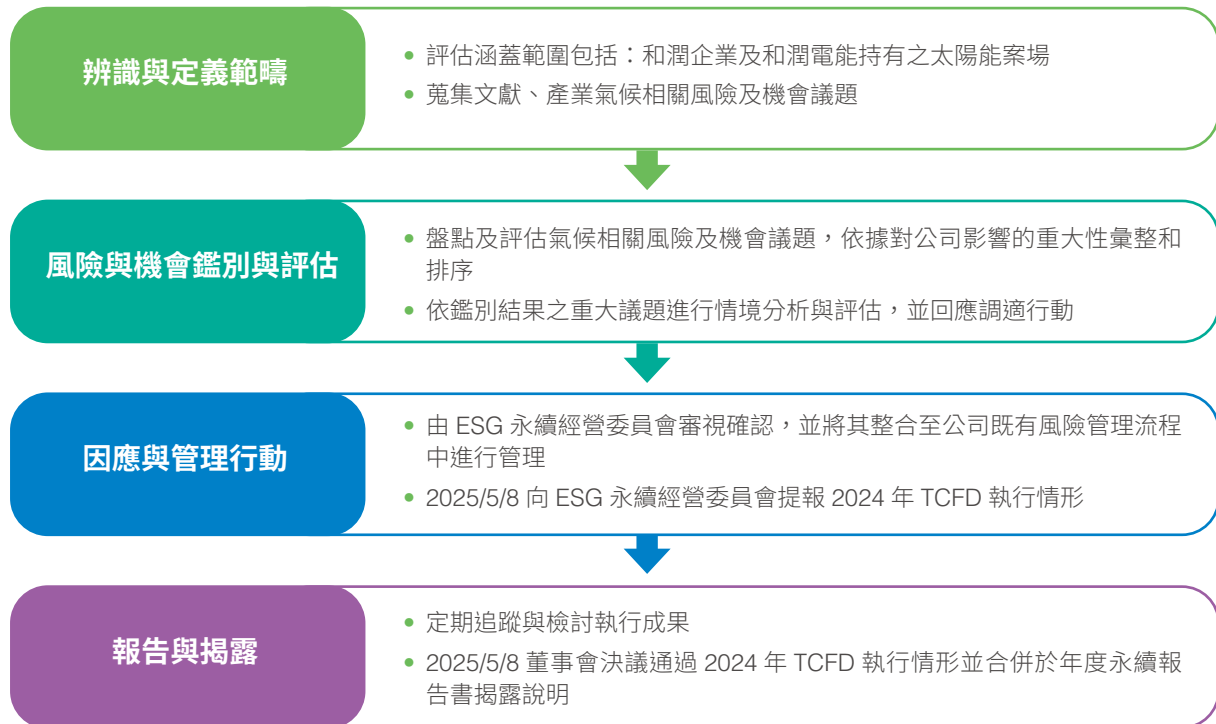 辨識與定義範疇
• 評估涵蓋範圍包括：和潤企業及和潤電能持有之太陽能案場
• 蒐集文獻、產業氣候相關風險及機會議題
風險與機會鑑別與評估
• 盤點及評估氣候相關風險及機會議題，依據對公司影響的重大性彙整和
排序
• 依鑑別結果之重大議題進行情境分析與評估，並回應調適行動
因應與管理行動
• 由 ESG 永續經營委員會審視確認，並將其整合至公司既有風險管理流程
中進行管理
• 2025/5/8 向 ESG 永續經營委員會提報 2024 年 TCFD 執行情形
報告與揭露
• 定期追蹤與檢討執行成果
• 2025/5/8 董事會決議通過 2024 年 TCFD 執行情形並合併於年度永續報
告書揭露說明